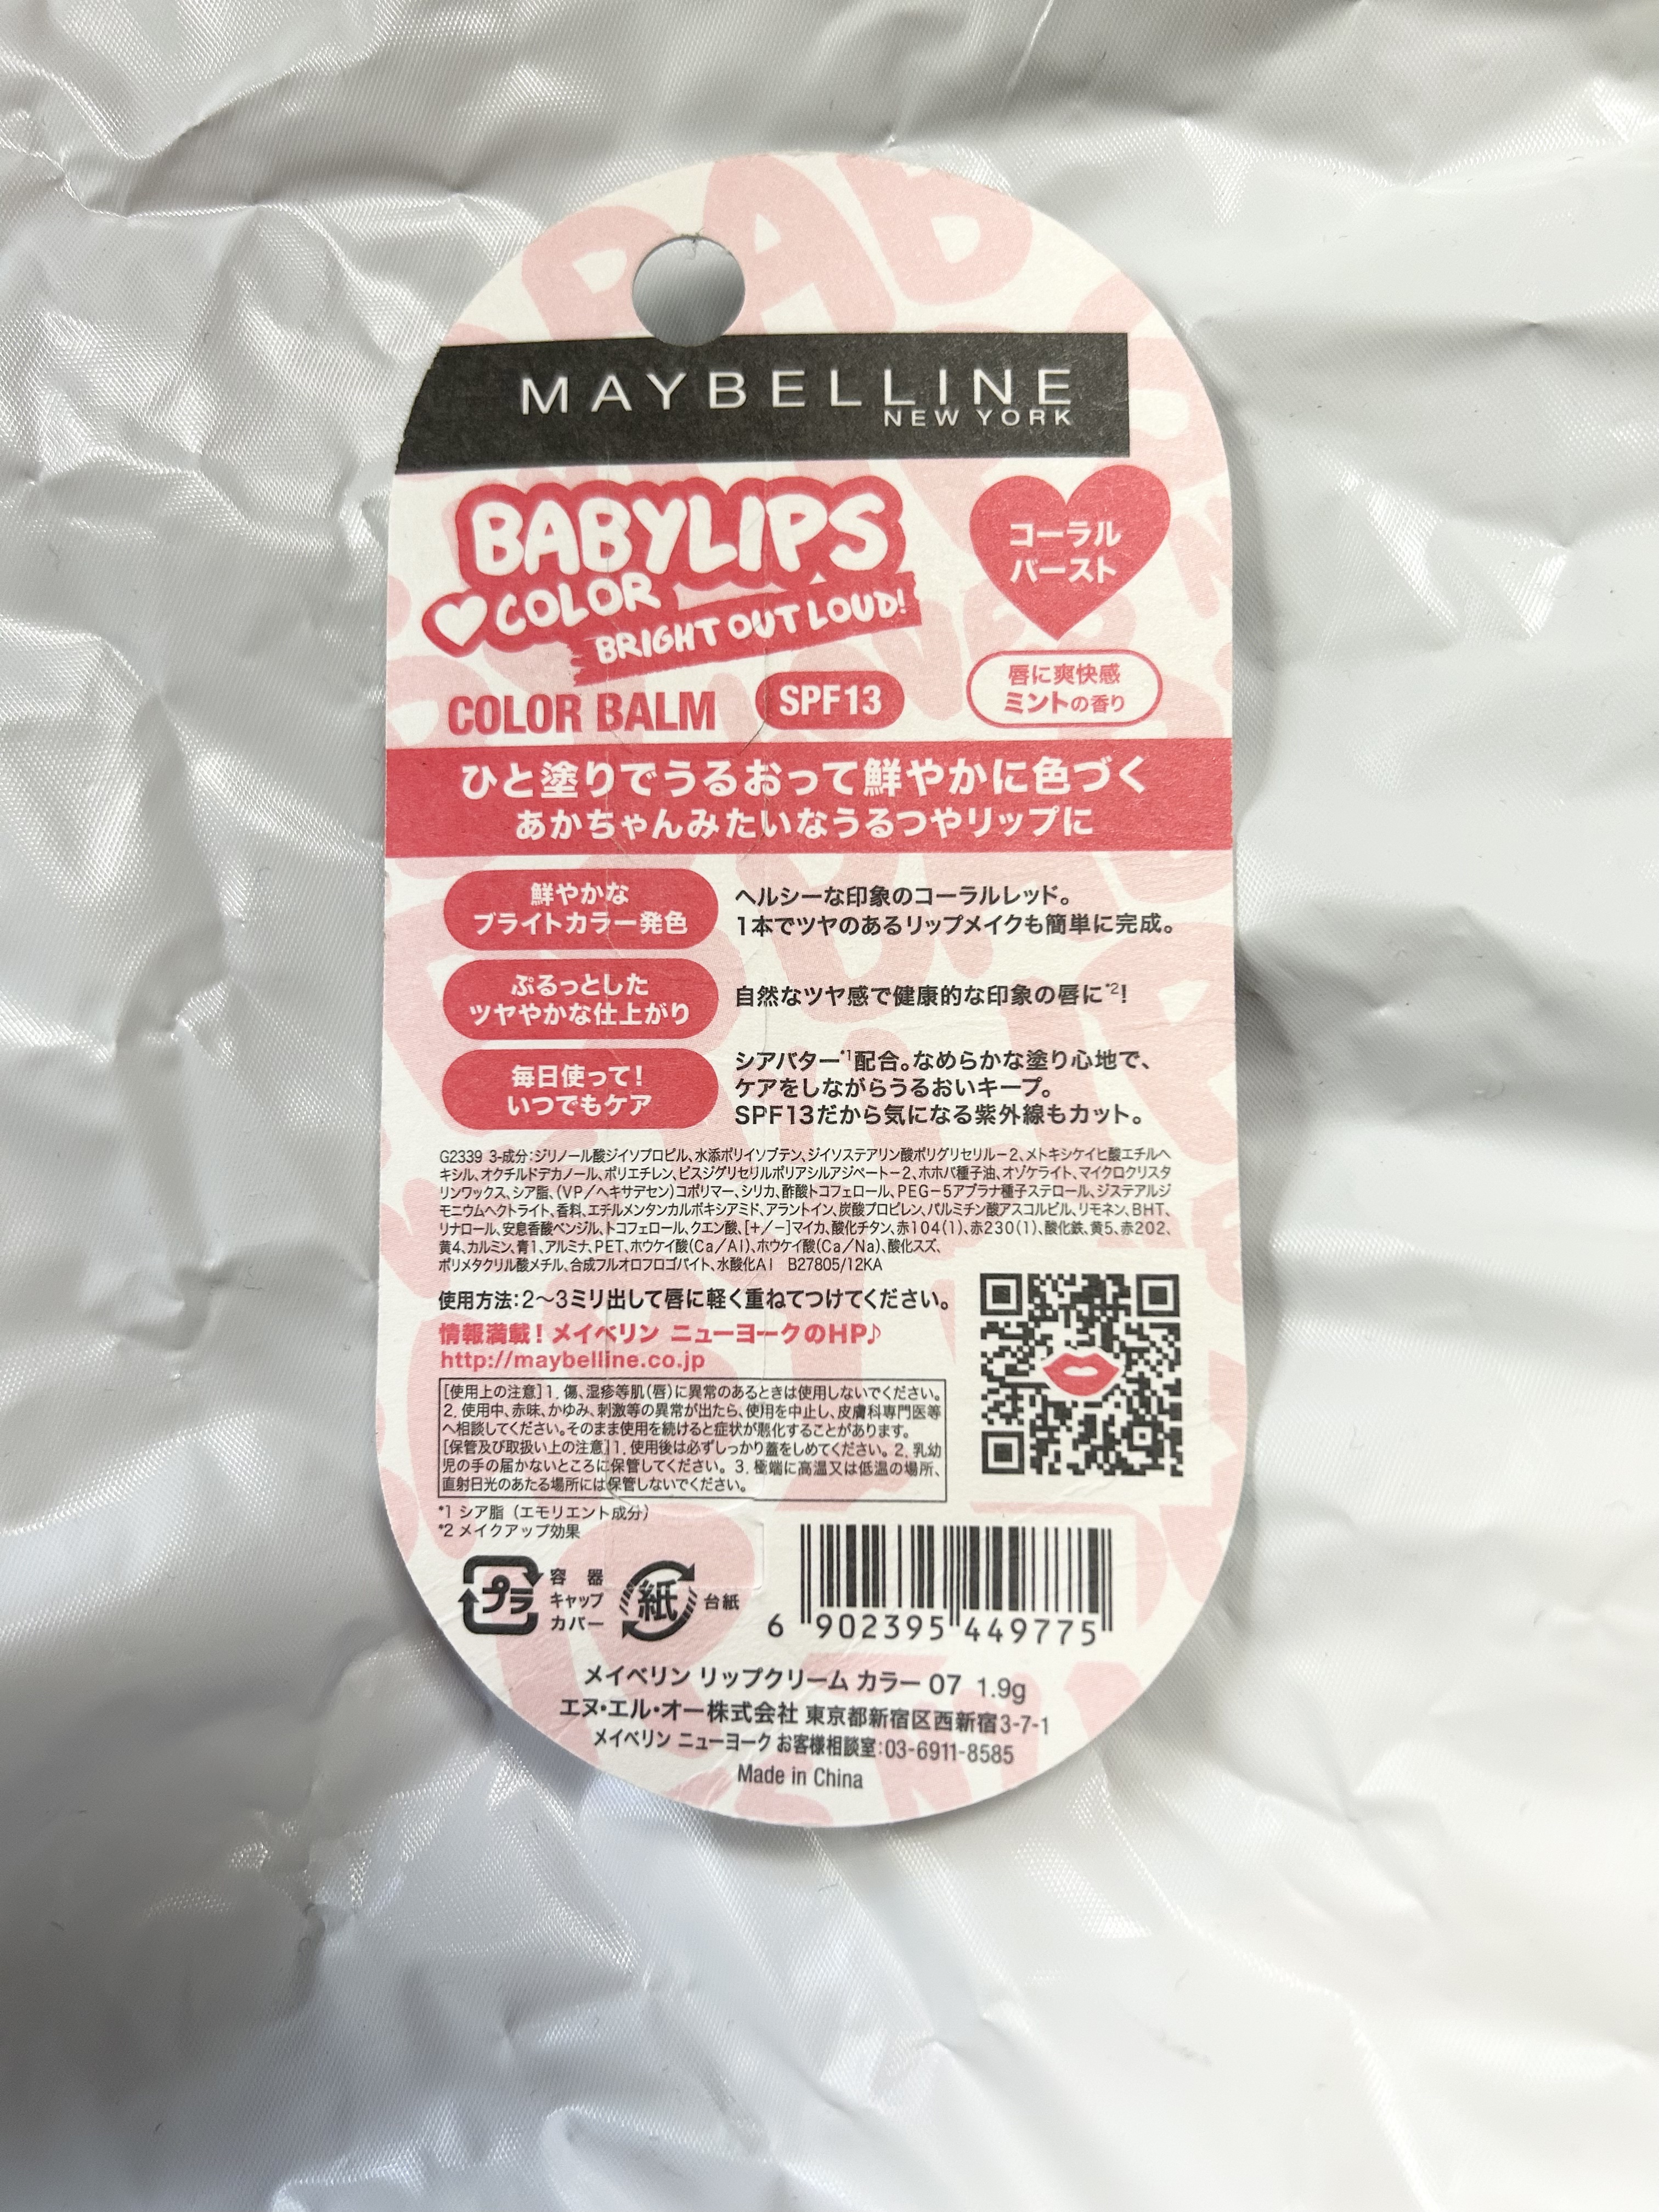 MAYBELLINE
NEW YORK
BABYLIPS
COLOR
BRIGHT OUT LOUD!
コーラル
バースト
COLOR BALM
SPF13
唇に爽快感
ミントの香り
ひと塗りでうるおって鮮やかに色づく
あかちゃんみたいなうるつやリップに
鮮やかな
ブライトカラー発色
ヘルシーな印象のコーラルレッド。
1本でツヤのあるリップメイクも簡単に完成。
ぷるっとした
ツヤやかな仕上がり
自然なツヤ感で健康的な印象の唇に*2!
毎日使って!
いつでもケア
シアバター*1配合。なめらかな塗り心地で、
ケアをしながらうるおいキープ。
SPF13だから気になる紫外線もカット。
G2339 3-成分:ジリノール酸ジイソプロピル、水添ポリイソブテン、ジイソステアリン酸ポリグリセリル-2、メトキシケイヒ酸エチルヘ
キシル、オクチルドデカノール、ポリエチレン、ビスジグリセリルポリアシルアジペート-2、ホホバ種子油、オゾケライト、マイクロクリスタ
リンワックス、シア脂、(VP/ヘキサデセン)コポリマー、シリカ、酢酸トコフェロール、PEG-5アブラナ種子ステロール、ジステアルジ
モニウムヘクトライト、香料、エチルメンタンカルボキシアミド、アラントイン、炭酸プロピレン、パルミチン酸アスコルビル、リモネン、BHT、
リナロール、安息香酸ベンジル、トコフェロール、クエン酸、[+/-]マイカ、酸化チタン、赤104(1)、赤230(1)、酸化鉄、黄5、赤202、
黄4、カルミン、青1、アルミナ、PET、ホウケイ酸(Ca/Al)、ホウケイ酸(Ca/Na)、酸化スズ、
ポリメタクリル酸メチル、合成フルオロフロゴパイト、水酸化Al B27805/12KA
使用方法:2〜3ミリ出して唇に軽く重ねてつけてください。
情報満載!メイベリン ニューヨークのHP♪
http://maybelline.co.jp
[使用上の注意]1. 傷、湿疹等肌(唇)に異常のあるときは使用しないでください。
2. 使用中、赤味、かゆみ、刺激等の異常が出たら、使用を中止し、皮膚科専門医等
へ相談してください。そのまま使用を続けると症状が悪化することがあります。
[保管及び取扱い上の注意]1. 使用後は必ずしっかり蓋をしめてください。2. 乳幼
児の手の届かないところに保管してください。3. 極端に高温又は低温の場所、
直射日光のあたる場所には保管しないでください。
*1 シア脂(エモリエント成分)
*2 メイクアップ効果
プラ
容 器
キャップ
カバー
紙
台紙
6 902395 449775
メイベリン リップクリーム カラー 07 1.9g
エヌ・エル・オー株式会社 東京都新宿区西新宿3-7-1
メイベリン ニューヨーク お客様相談室:03-6911-8585
Made in China